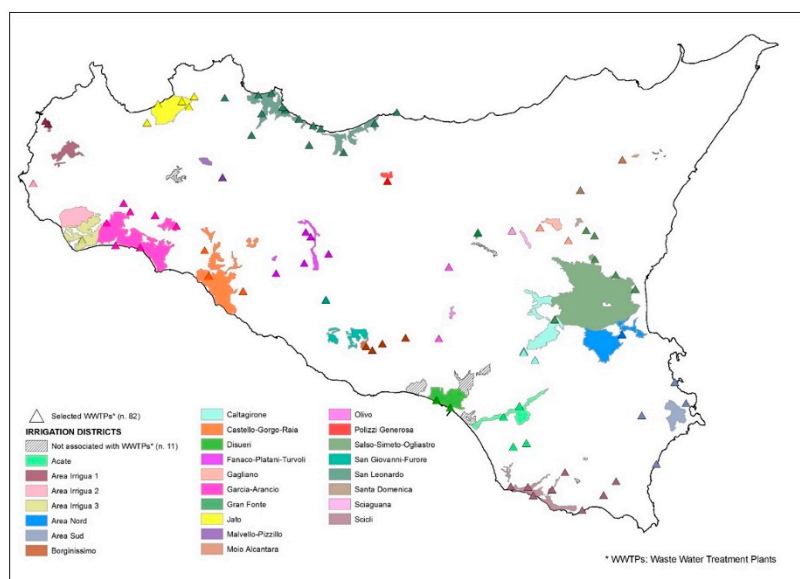 Selected WWTPs* (n. 82)
IRRIGATION DISTRICTS
Not associated with WWTPs* (n. 11)
Acate
Area Irrigua 1
Area Irrigua 2
Area Irrigua 3
Area Nord
Area Sud
Borginissimo
Caltagirone
Castello-Gorgo-Raia
Disueri
Fanaco-Platani-Turvoli
Gagliano
Garcia-Arancio
Gran Fonte
Jato
Malvello-Pizzillo
Moio Alcantara
Olivo
Polizzi Generosa
Salso-Simeto-Ogliastro
San Giovanni-Furore
San Leonardo
Santa Domenica
Sciaguana
Scicli
* WWTPs: Waste Water Treatment Plants